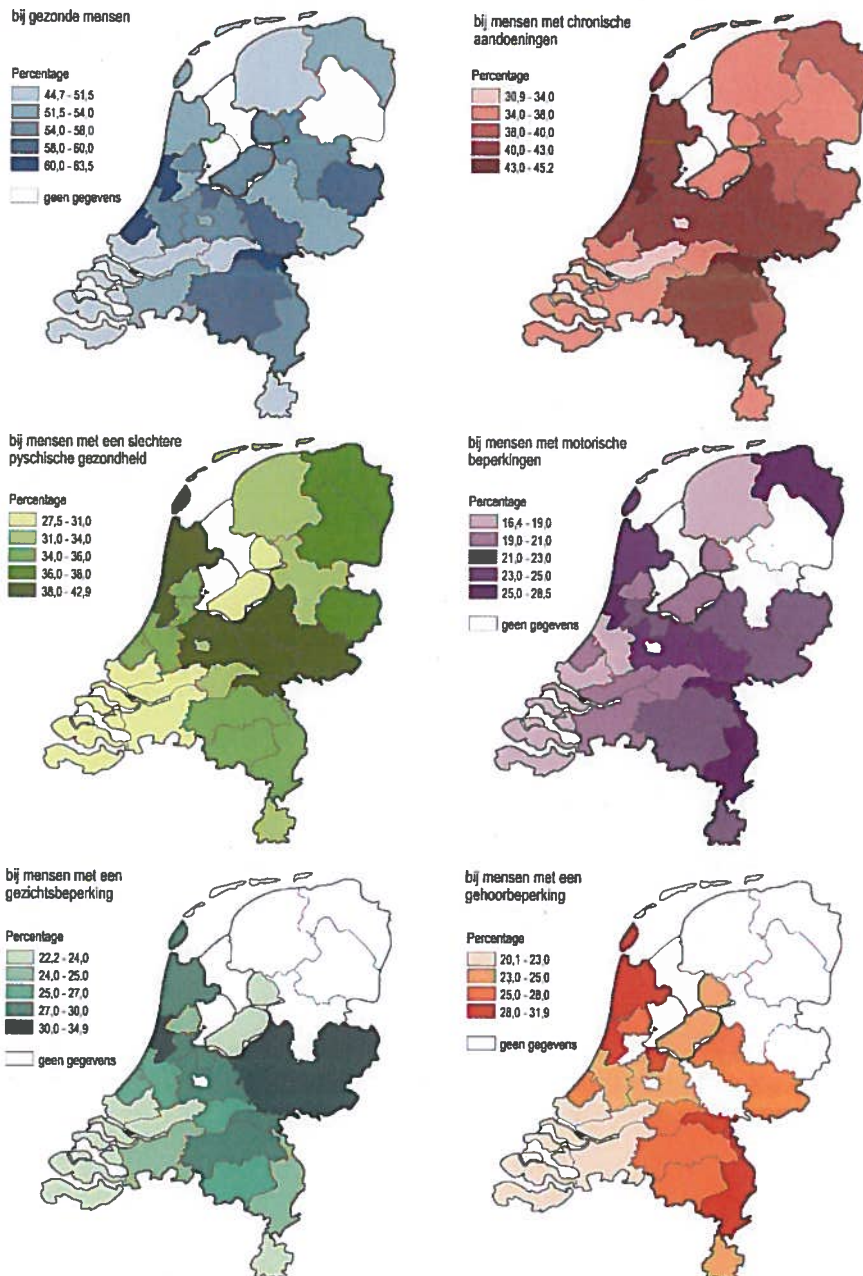 bij gezonde mensen
Percentage
44,7 - 51,5
51,5 - 54,0
54,0 - 58,0
58,0 - 60,0
60,0 - 63,5
geen gegevens
bij mensen met chronische
aandoeningen
Percentage
30,9 - 34,0
34,0 - 38,0
38,0 - 40,0
40,0 - 43,0
43,0 - 45,2
bij mensen met een slechtere
pyschische gezondheid
Percentage
27,5 - 31,0
31,0 - 34,0
34,0 - 36,0
36,0 - 38,0
38,0 - 42,9
bij mensen met motorische
beperkingen
Percentage
16,4 - 19,0
19,0 - 21,0
21,0 - 23,0
23,0 - 25,0
25,0 - 28,5
geen gegevens
bij mensen met een
gezichtsbeperking
Percentage
22,2 - 24,0
24,0 - 25,0
25,0 - 27,0
27,0 - 30,0
30,0 - 34,9
geen gegevens
bij mensen met een
gehoorbeperking
Percentage
20,1 - 23,0
23,0 - 25,0
25,0 - 28,0
28,0 - 31,9
geen gegevens